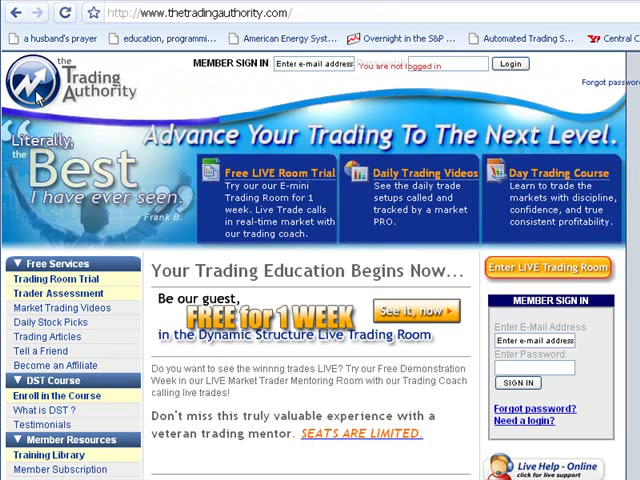 http://www.thetradingauthority.com/
a husband's prayer
education, programmi...
American Energy Syst...
Overnight in the S&P ...
Automated Trading S...
Central C
the
Trading
Authority
MEMBER SIGN IN
Enter e-mail address
You are not logged in
Login
Forgot passwor
Advance Your Trading To The Next Level.
"Literally,
the Best
I have ever seen.
- Frank B.
Free LIVE Room Trial
Try our our E-mini
Trading Room for 1
week. Live Trade calls
in real-time market with
our trading coach.
Daily Trading Videos
See the daily trade
setups called and
tracked by a market
PRO.
Day Trading Course
Learn to trade the
markets with discipline,
confidence, and true
consistent profitability.
Free Services
Trading Room Trial
Trader Assessment
Market Trading Videos
Daily Stock Picks
Trading Articles
Tell a Friend
Become an Affiliate
DST Course
Enroll in the Course
What is DST ?
Testimonials
Member Resources
Training Library
Member Subscription
Your Trading Education Begins Now...
Be our guest,
FREE for 1 WEEK
See it, now
in the Dynamic Structure Live Trading Room
Do you want to see the winnng trades LIVE? Try our Free Demonstration
Week in our LIVE Market Trader Mentoring Room with our Trading Coach
calling live trades!
Don't miss this truly valuable experience with a
veteran trading mentor. SEATS ARE LIMITED.
Enter LIVE Trading Room
MEMBER SIGN IN
Enter E-Mail Address
Enter e-mail address
Enter Password:
SIGN IN
Forgot password?
Need a login?
Live Help - Online
click for live support